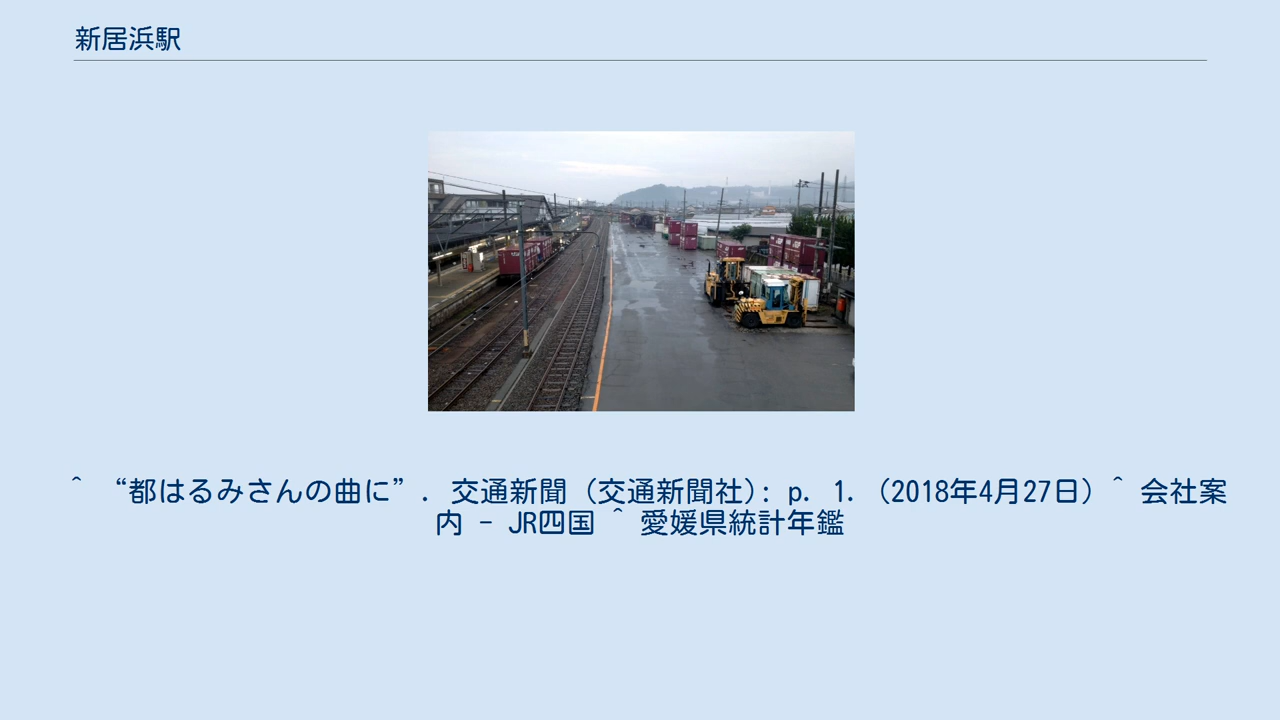 新居浜駅
^ “都はるみさんの曲に”. 交通新聞 (交通新聞社): p. 1. (2018年4月27日) ^ 会社案
内 - JR四国 ^ 愛媛県統計年鑑